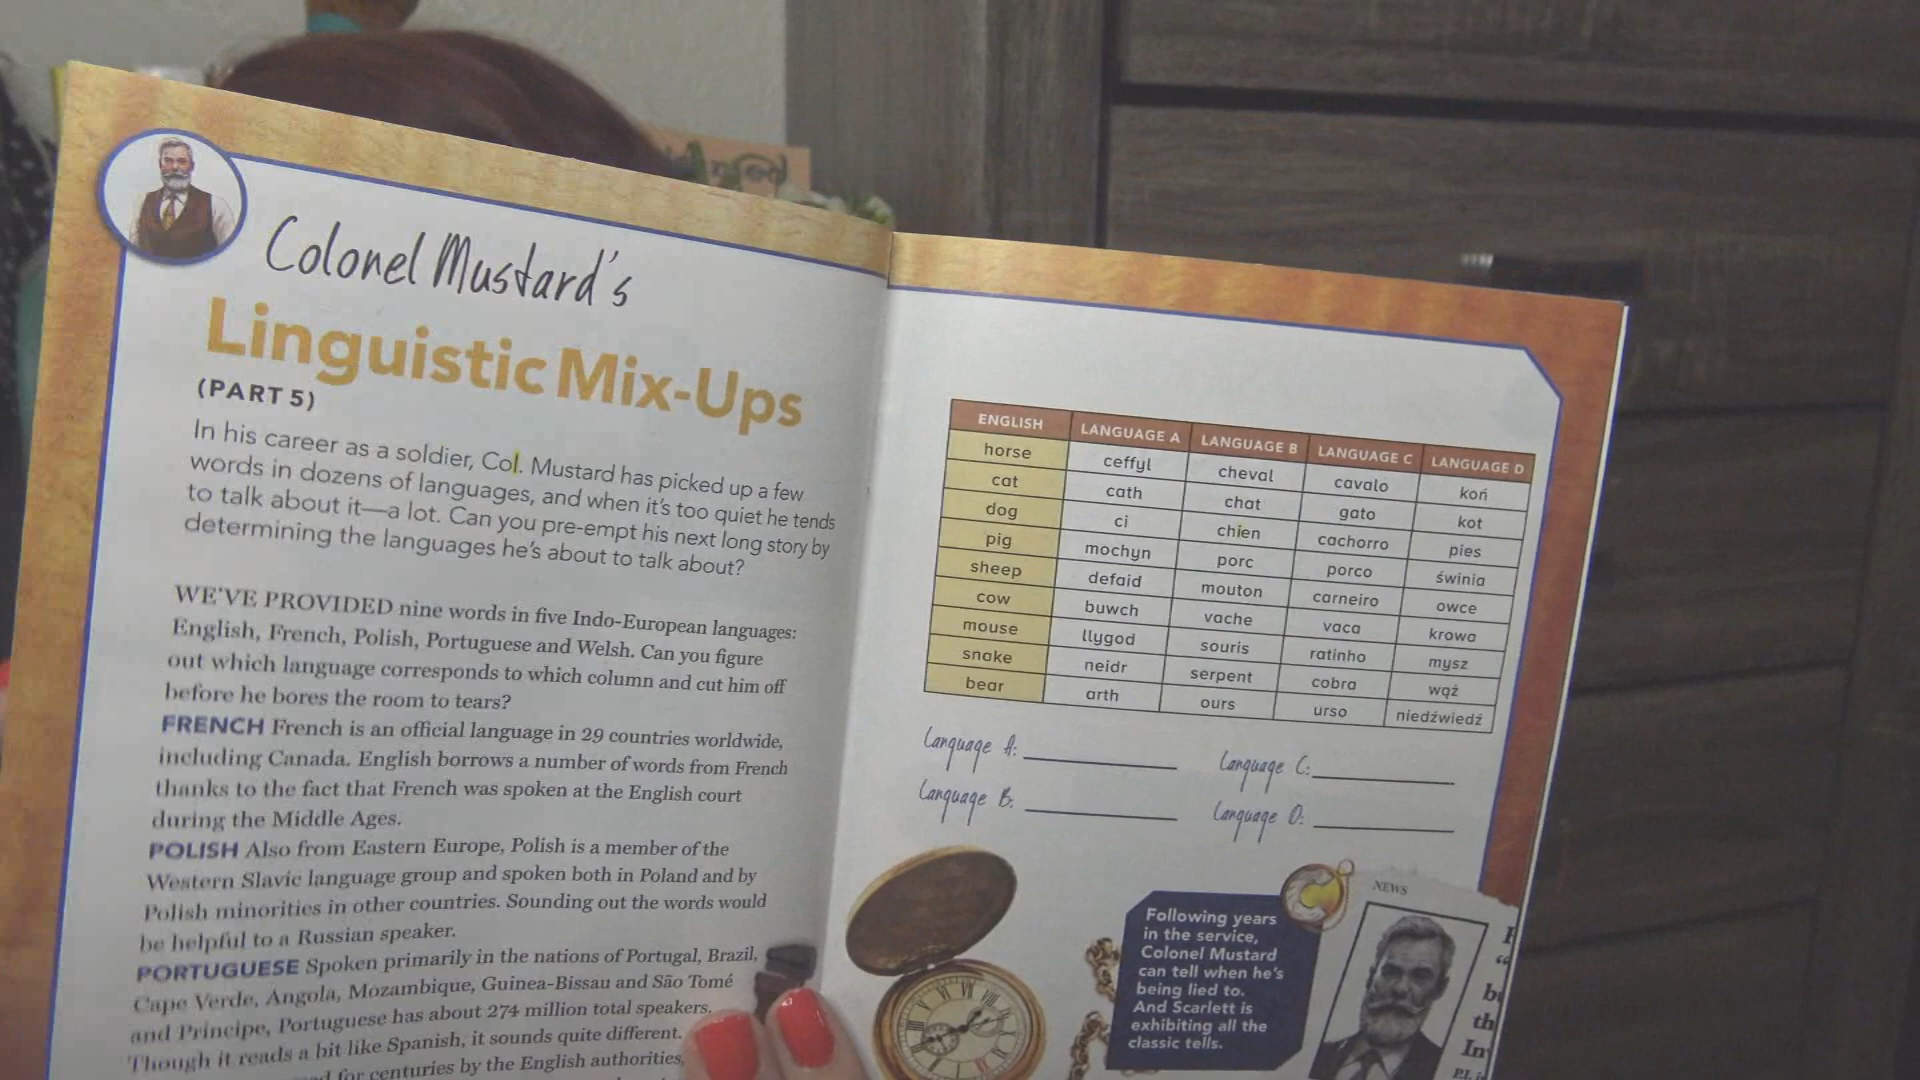 Colonel Mustard's
Linguistic Mix-Ups
(PART 5)
In his career as a soldier, Col. Mustard has picked up a few
words in dozens of languages, and when it's too quiet he tends
to talk about it—a lot. Can you pre-empt his next long story by
determining the languages he's about to talk about?
WE'VE PROVIDED nine words in five Indo-European languages:
English, French, Polish, Portuguese and Welsh. Can you figure
out which language corresponds to which column and cut him off
before he bores the room to tears?
FRENCH French is an official language in 29 countries worldwide,
including Canada. English borrows a number of words from French
thanks to the fact that French was spoken at the English court
during the Middle Ages.
POLISH Also from Eastern Europe, Polish is a member of the
Western Slavic language group and spoken both in Poland and by
Polish minorities in other countries. Sounding out the words would
be helpful to a Russian speaker.
PORTUGUESE Spoken primarily in the nations of Portugal, Brazil,
Cape Verde, Angola, Mozambique, Guinea-Bissau and São Tomé
and Príncipe, Portuguese has about 274 million total speakers.
Though it reads a bit like Spanish, it sounds quite different.
for centuries by the English authorities,
ENGLISH LANGUAGE A LANGUAGE B LANGUAGE C LANGUAGE D
horse ceffyl cheval cavalo koń
cat cath chat gato kot
dog ci chien cachorro pies
pig mochyn porc porco świnia
sheep defaid mouton carneiro owce
cow buwch vache vaca krowa
mouse llygod souris ratinho mysz
snake neidr serpent cobra wąż
bear arth ours urso niedźwiedź
Language A: Language C:
Language B: Language D:
Following years
in the service,
Colonel Mustard
can tell when he's
being lied to.
And Scarlett is
exhibiting all the
classic tells.
NEWS